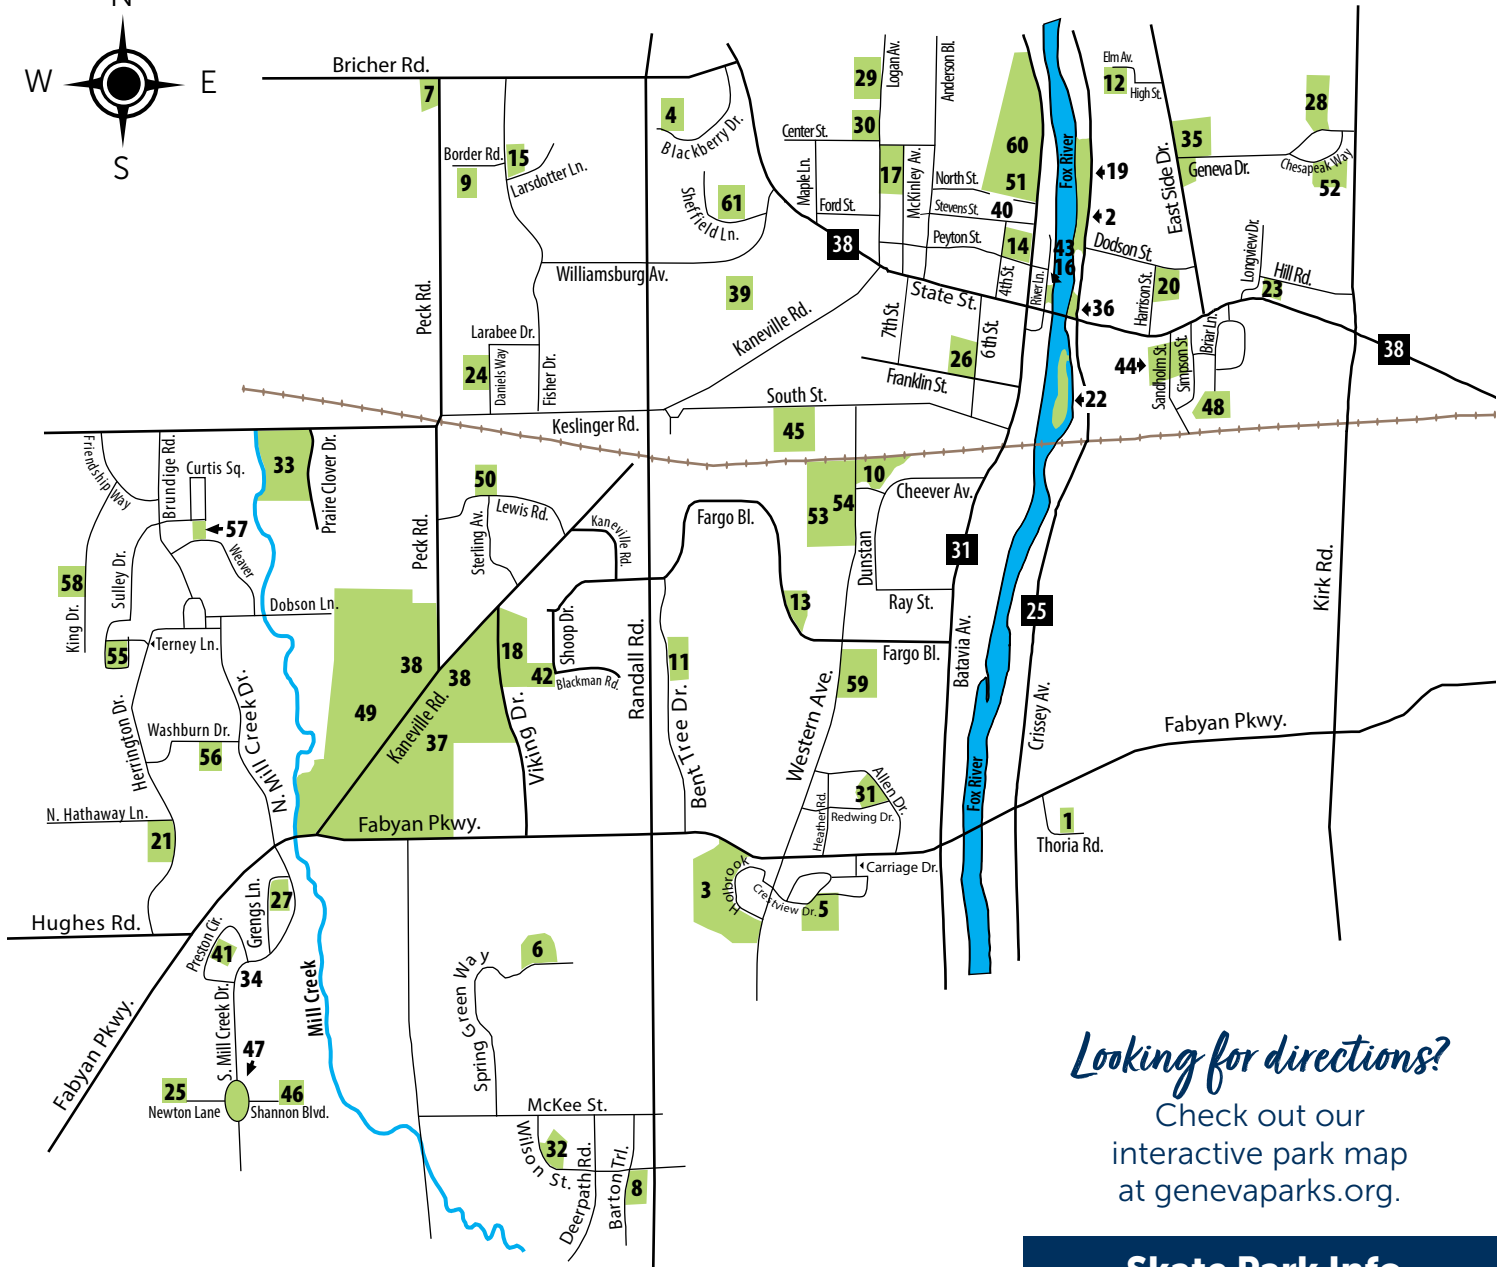 N
W
E
S
Bricher Rd.
7
4
Blackberry Dr.
29
Logan Av.
Anderson Bl.
Elm Av.
12
High St.
28
Center St.
30
60
Fox River
35
Border Rd.
15
9
Larsdotter Ln.
Maple Ln.
17
McKinley Av.
North St.
51
19
East Side Dr.
Geneva Dr.
Chesapeak Way
52
Sheffield Ln.
61
Ford St.
Stevens St.
40
2
38
Peyton St.
14
43
16
Dodson St.
Longview Dr.
Hill Rd.
Williamsburg Av.
39
Peck Rd.
4th St.
River Ln.
Harrison St.
20
23
State St.
36
Larabee Dr.
Kaneville Rd.
7th St.
6th St.
26
44
Sandholm St.
Simpson St.
Briar Ln.
38
24
Daniels Way
Fisher Dr.
Franklin St.
22
48
South St.
Keslinger Rd.
45
Friendship Way
Brundige Rd.
Curtis Sq.
33
Prairie Clover Dr.
50
Lewis Rd.
Sterling Av.
Kaneville Rd.
Fargo Bl.
10
Cheever Av.
53
54
57
Weaver
Peck Rd.
Dunstan
31
58
Sulley Dr.
King Dr.
Dobson Ln.
13
Ray St.
25
Kirk Rd.
55
Terney Ln.
38
38
18
42
Shoop Dr.
Blackman Rd.
Randall Rd.
11
Fargo Bl.
Batavia Av.
59
49
Kaneville Rd.
37
Viking Dr.
Bent Tree Dr.
Western Ave.
Crissey Av.
Fabyan Pkwy.
Herrington Dr.
Washburn Dr.
56
N. Mill Creek Dr.
Allen Dr.
31
Heather Rd.
Redwing Dr.
Fox River
N. Hathaway Ln.
21
Fabyan Pkwy.
1
Thoria Rd.
3
Holbrook
Crestview Dr.
5
Carriage Dr.
27
Grengs Ln.
Hughes Rd.
Preston Cir.
41
34
S. Mill Creek Dr.
Mill Creek
6
Spring Green Way
Fabyan Pkwy.
47
25
46
Newton Lane
Shannon Blvd.
McKee St.
Wilson St.
32
Deerpath Rd.
Barton Trl.
8
Looking for directions?
Check out our
interactive park map
at genevaparks.org.
Skate Park Info